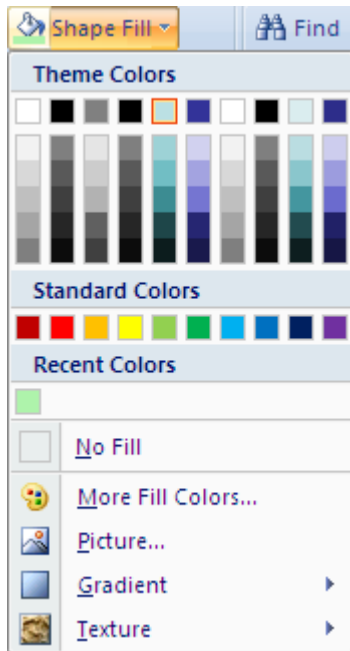 Shape Fill Find
Theme Colors
Standard Colors
Recent Colors
No Fill
More Fill Colors...
Picture...
Gradient
Texture